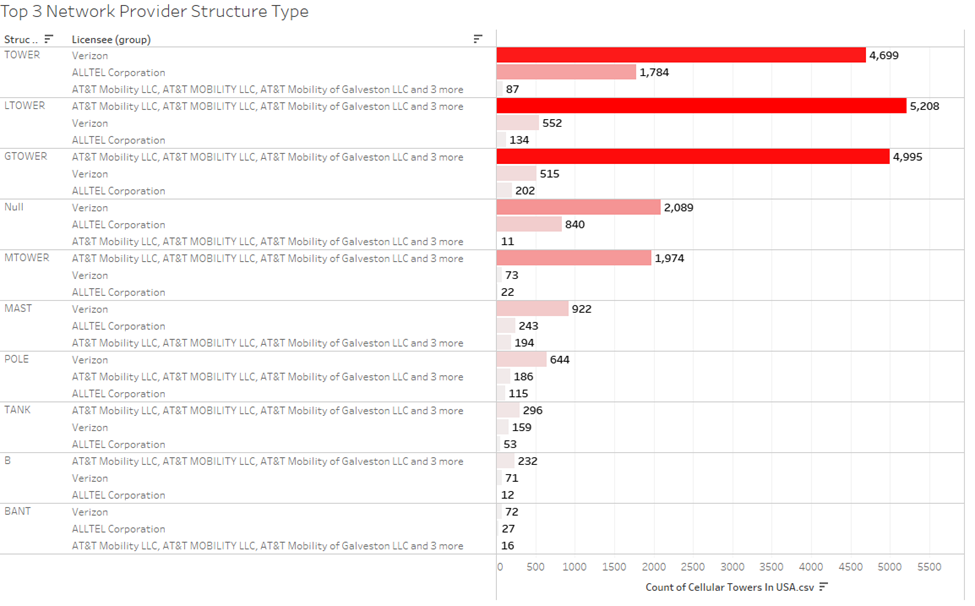 Top 3 Network Provider Structure Type
Struc .. Licensee (group)
TOWER Verizon 4,699
ALLTEL Corporation 1,784
AT&T Mobility LLC, AT&T MOBILITY LLC, AT&T Mobility of Galveston LLC and 3 more 87
LTOWER AT&T Mobility LLC, AT&T MOBILITY LLC, AT&T Mobility of Galveston LLC and 3 more 5,208
Verizon 552
ALLTEL Corporation 134
GTOWER AT&T Mobility LLC, AT&T MOBILITY LLC, AT&T Mobility of Galveston LLC and 3 more 4,995
Verizon 515
ALLTEL Corporation 202
Null Verizon 2,089
ALLTEL Corporation 840
AT&T Mobility LLC, AT&T MOBILITY LLC, AT&T Mobility of Galveston LLC and 3 more 11
MTOWER AT&T Mobility LLC, AT&T MOBILITY LLC, AT&T Mobility of Galveston LLC and 3 more 1,974
Verizon 73
ALLTEL Corporation 22
MAST Verizon 922
ALLTEL Corporation 243
AT&T Mobility LLC, AT&T MOBILITY LLC, AT&T Mobility of Galveston LLC and 3 more 194
POLE Verizon 644
AT&T Mobility LLC, AT&T MOBILITY LLC, AT&T Mobility of Galveston LLC and 3 more 186
ALLTEL Corporation 115
TANK AT&T Mobility LLC, AT&T MOBILITY LLC, AT&T Mobility of Galveston LLC and 3 more 296
Verizon 159
ALLTEL Corporation 53
B AT&T Mobility LLC, AT&T MOBILITY LLC, AT&T Mobility of Galveston LLC and 3 more 232
Verizon 71
ALLTEL Corporation 12
BANT Verizon 72
ALLTEL Corporation 27
AT&T Mobility LLC, AT&T MOBILITY LLC, AT&T Mobility of Galveston LLC and 3 more 16
0 500 1000 1500 2000 2500 3000 3500 4000 4500 5000 5500
Count of Cellular Towers In USA.csv